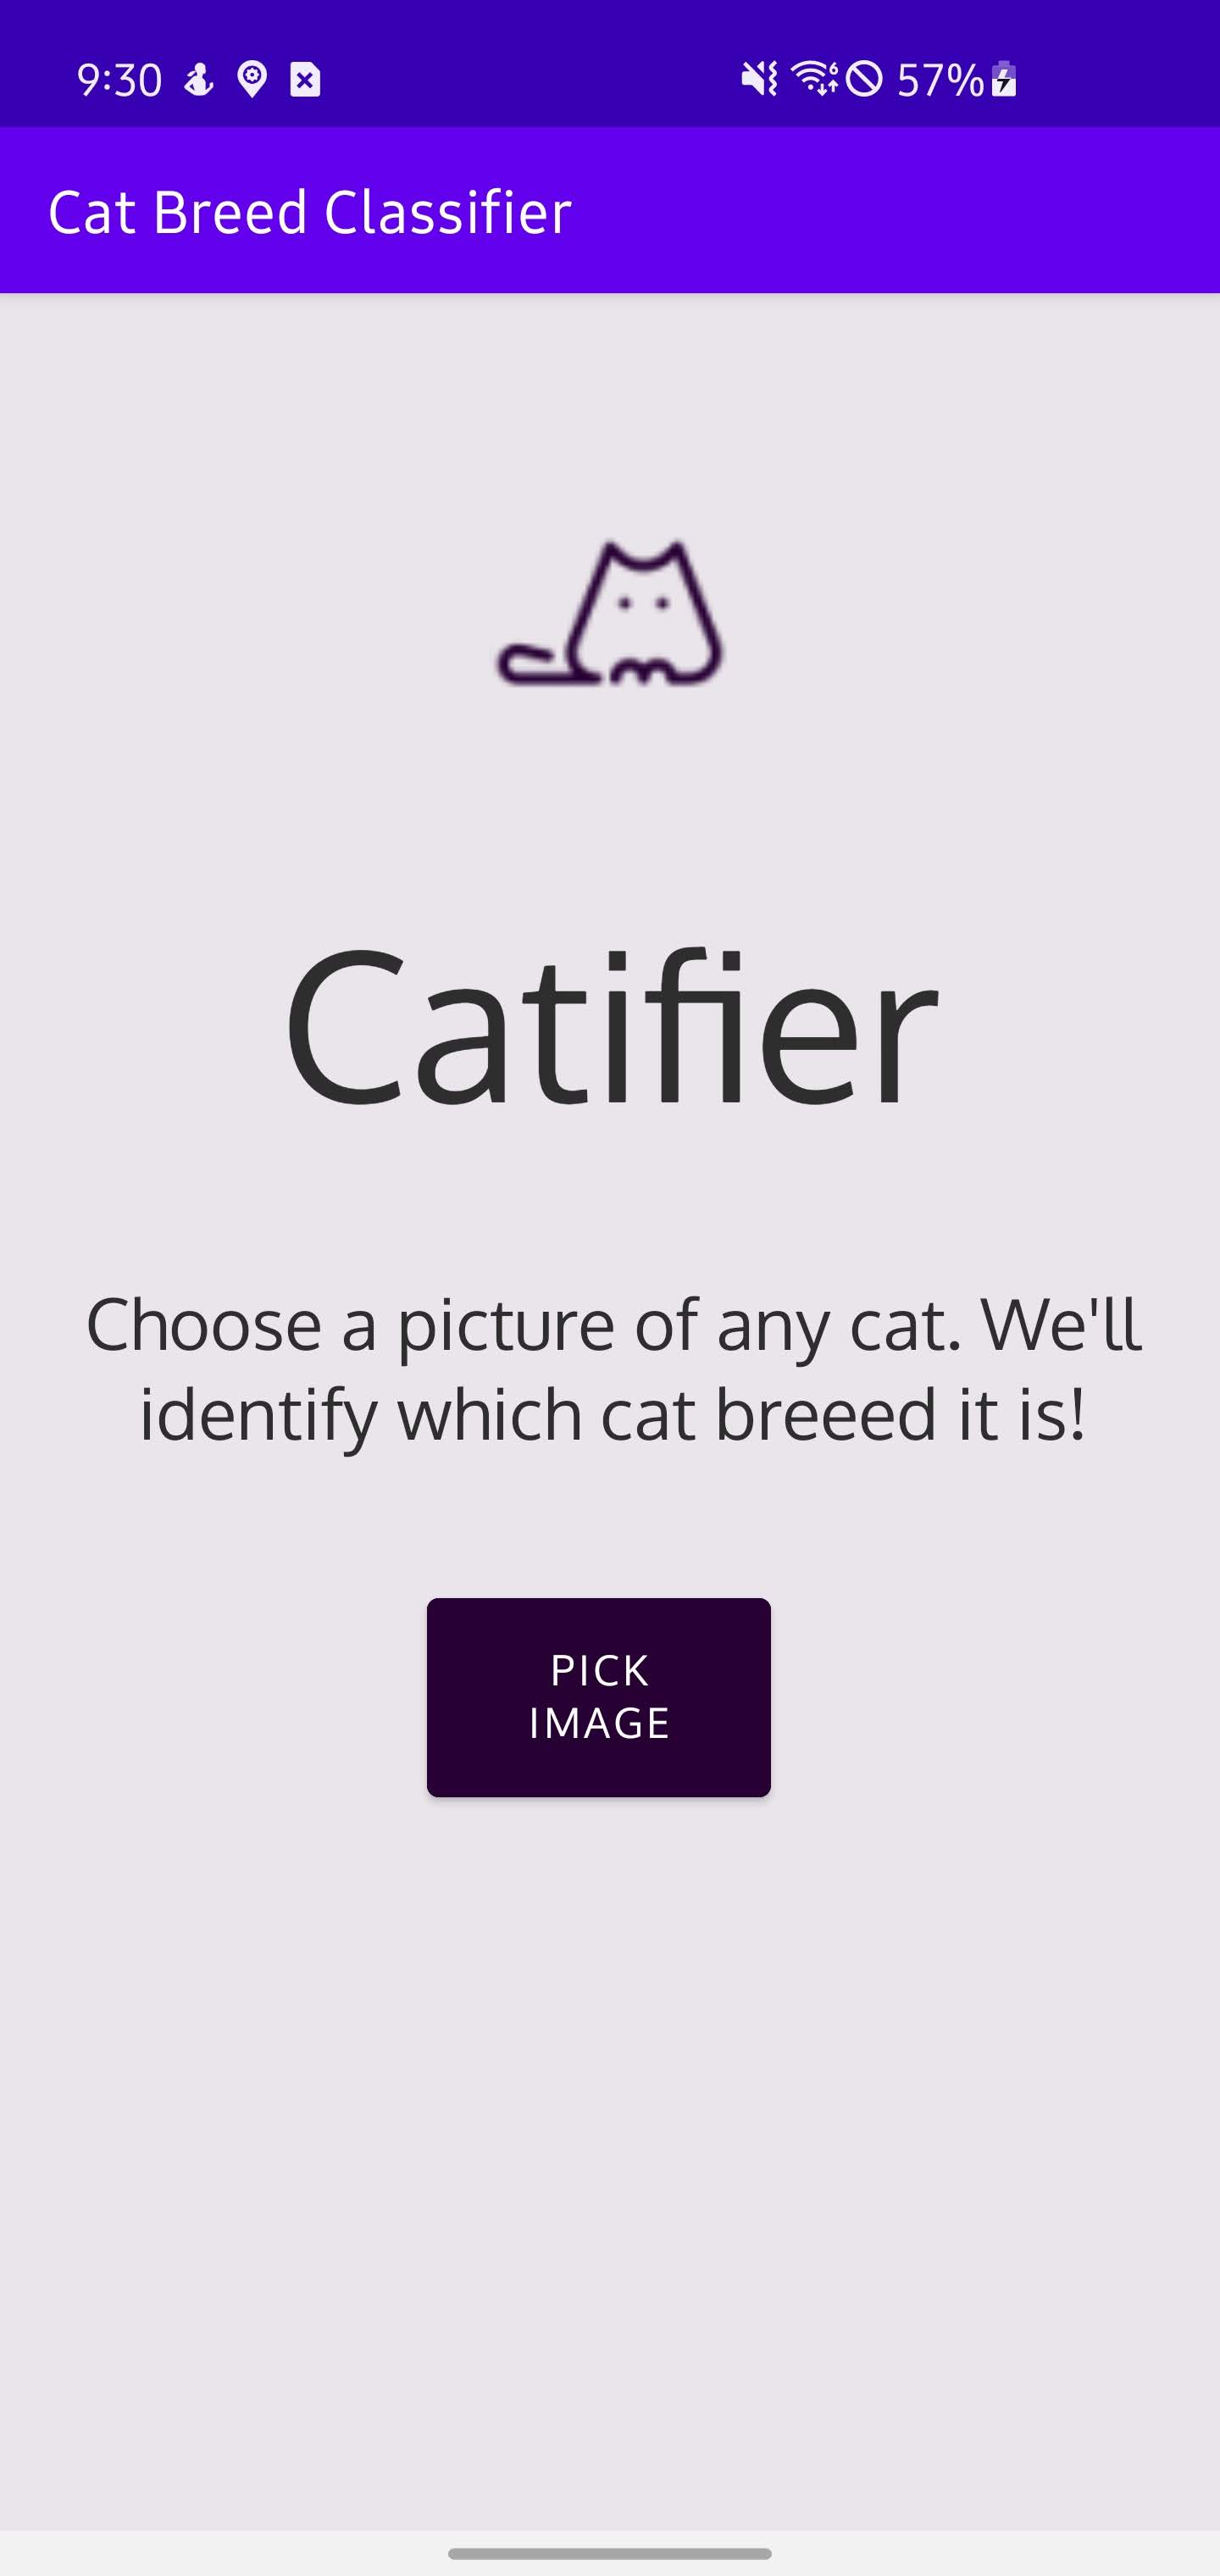 9:30 57%
Cat Breed Classifier
Catifier
Choose a picture of any cat. We'll
identify which cat breeed it is!
PICK
IMAGE